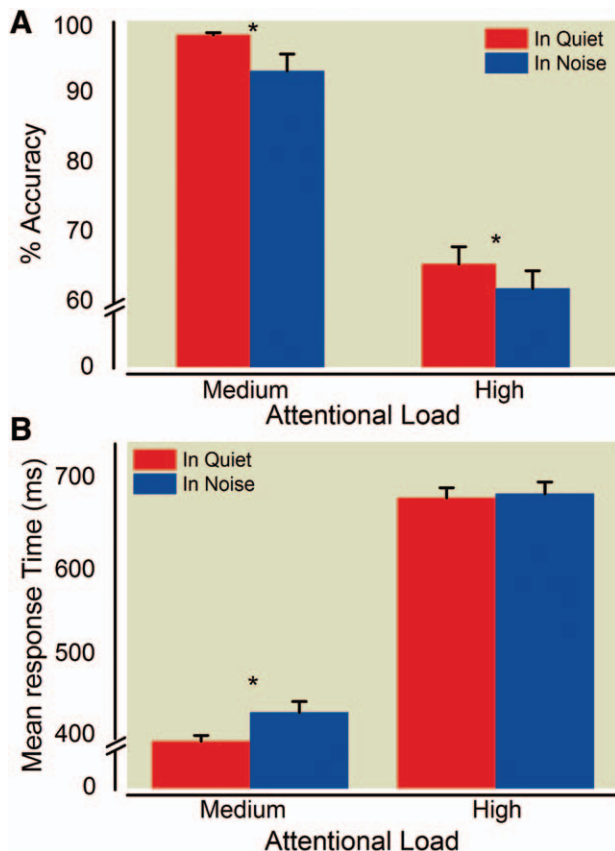 A
100
90
80
70
60
0
% Accuracy
*
*
In Quiet
In Noise
Medium High
Attentional Load
B
700
600
500
400
0
Mean response Time (ms)
In Quiet
In Noise
*
Medium High
Attentional Load